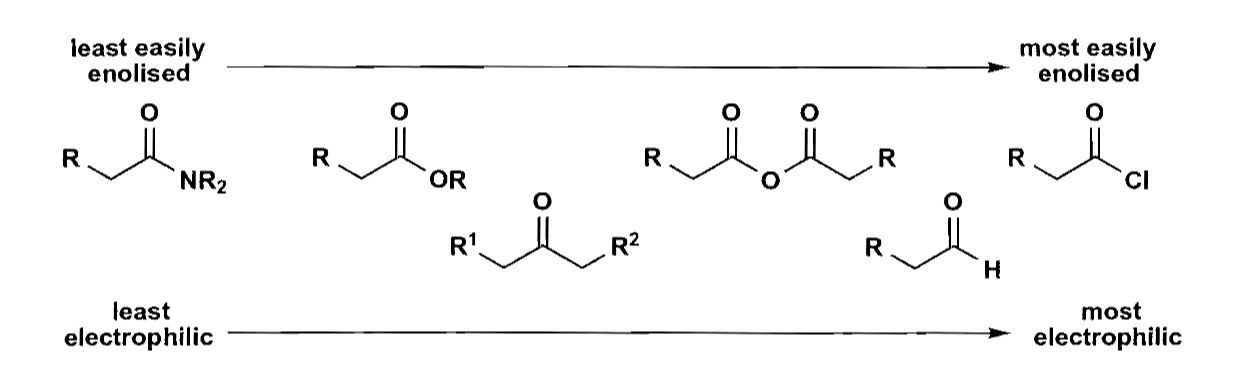 least easily
enolised
most easily
enolised
O
R
NR2
O
R
OR
O O
R
O
R
O
R
Cl
O
R1
R2
O
R
H
least
electrophilic
most
electrophilic